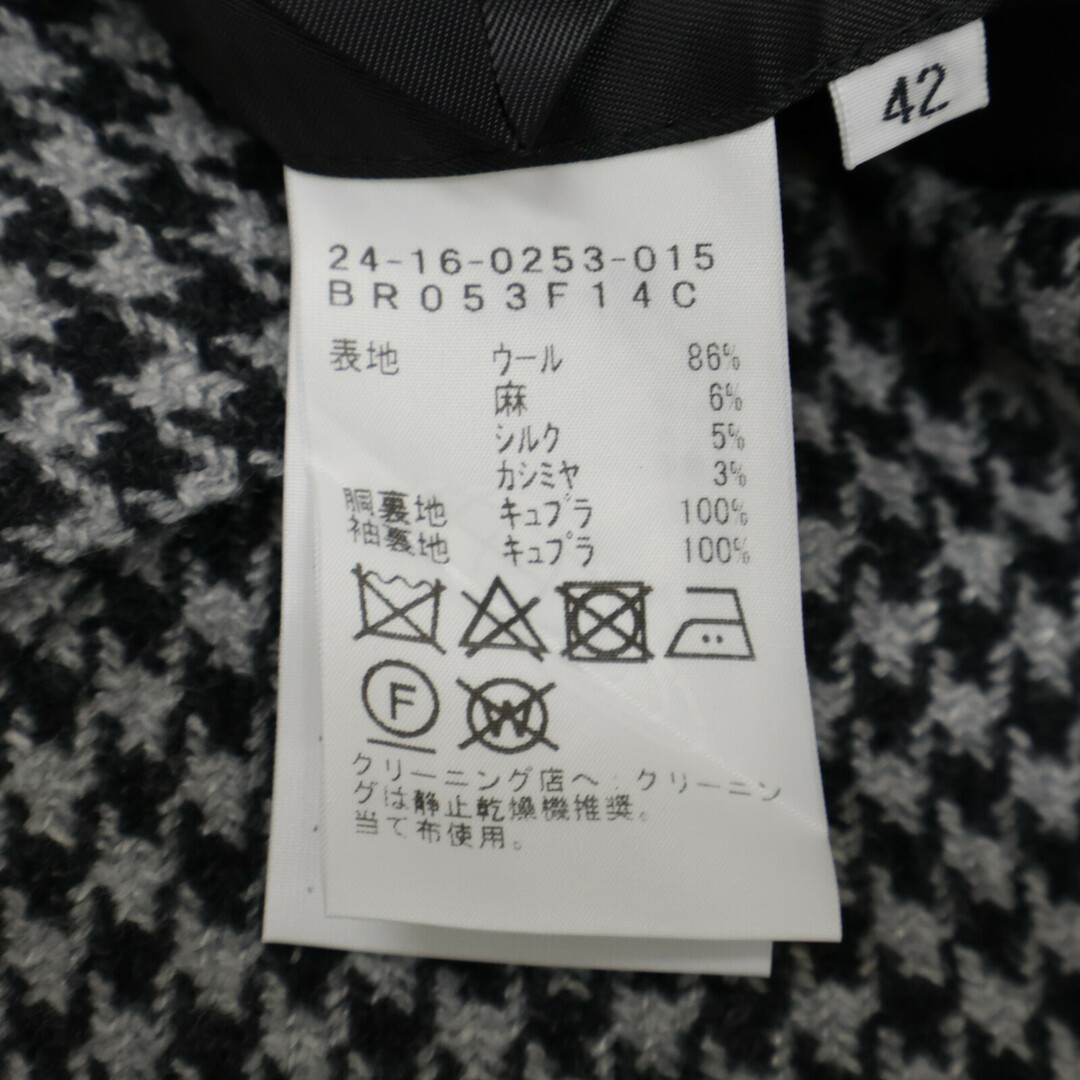 42
24-16-0253-015
BR053F14C
表地 ウール 86%
麻 6%
シルク 5%
カシミヤ 3%
胴裏地 キュプラ 100%
袖裏地 キュプラ 100%
F W
クリーニング店へ クリーニン
グは静止乾燥機推奨。
当て布使用。